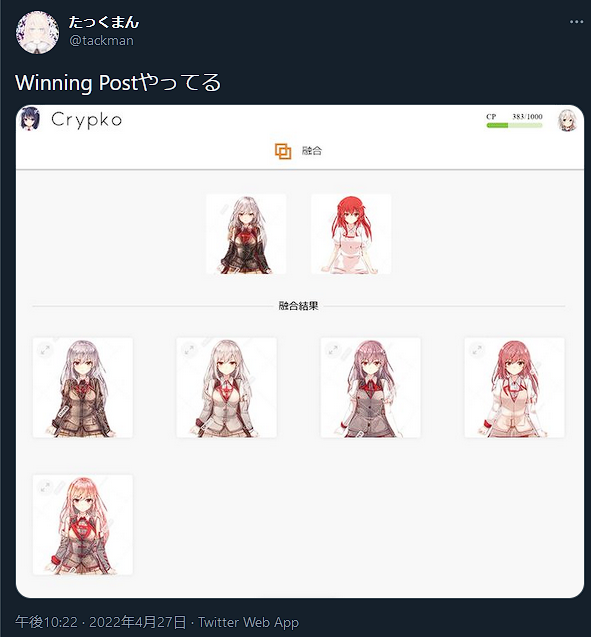 たっくまん
@tackman
Winning Postやってる
Crypko
CP 383/1000
融合
融合結果
午後10:22 · 2022年4月27日 · Twitter Web App